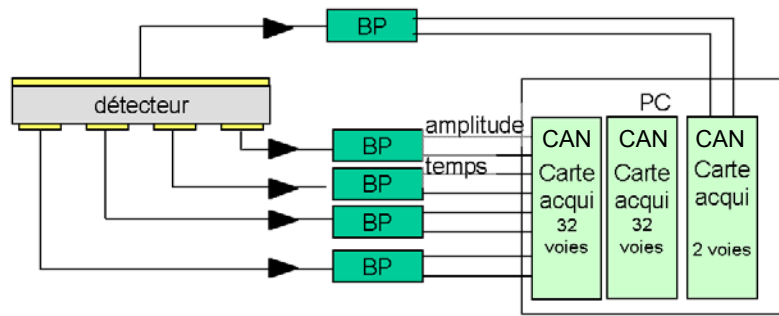 BP
détecteur
PC
amplitude
BP
temps
BP
BP
BP
CAN
Carte
acqui
32
voies
CAN
Carte
acqui
32
voies
CAN
Carte
acqui
2 voies